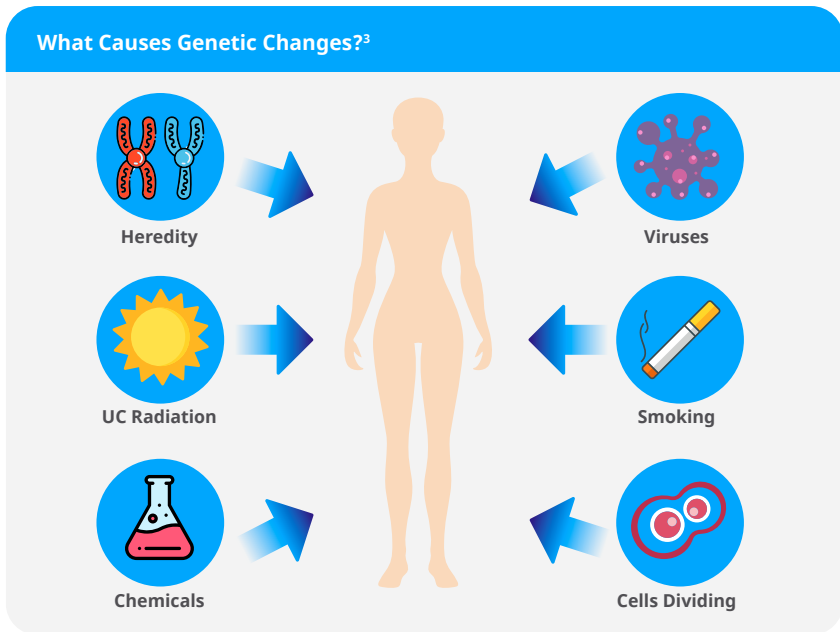 What Causes Genetic Changes?³
Heredity
Viruses
UC Radiation
Smoking
Chemicals
Cells Dividing